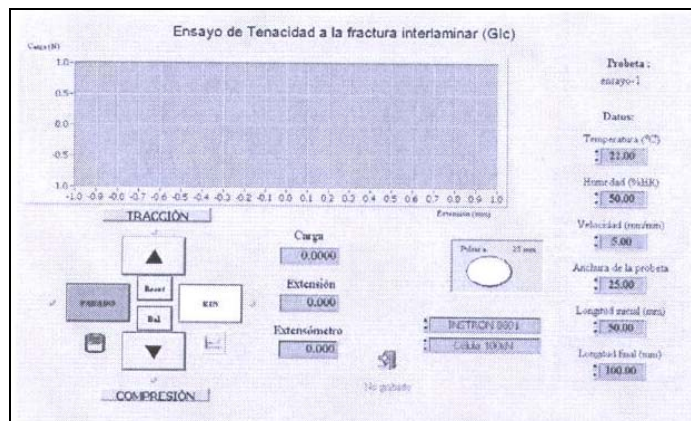 Ensayo de Tenacidad a la fractura interlaminar (GIc)
Carga (N)
1.0
0.5
0.0
-0.5
1.0
-1.0 -0.9 -0.8 -0.7 -0.6 -0.5 -0.4 -0.3 -0.2 -0.1 0.0 0.1 0.2 0.3 0.4 0.5 0.6 0.7 0.8 0.9 1.0
Extensión (mm)
TRACCIÓN
Reset
PARADO
RUN
Bal
COMPRESIÓN
Carga
0.0000
Extensión
0.000
Extensómetro
0.000
25 mm
INSTRON 8801
Célula 100kN
No grabado
Probeta :
ensayo-1
Datos:
Temperatura (ºC)
22.00
Humedad (%HR)
50.00
Velocidad (mm/min)
5.00
Anchura de la probeta
25.00
Longitud inicial (mm)
50.00
Longitud final (mm)
100.00